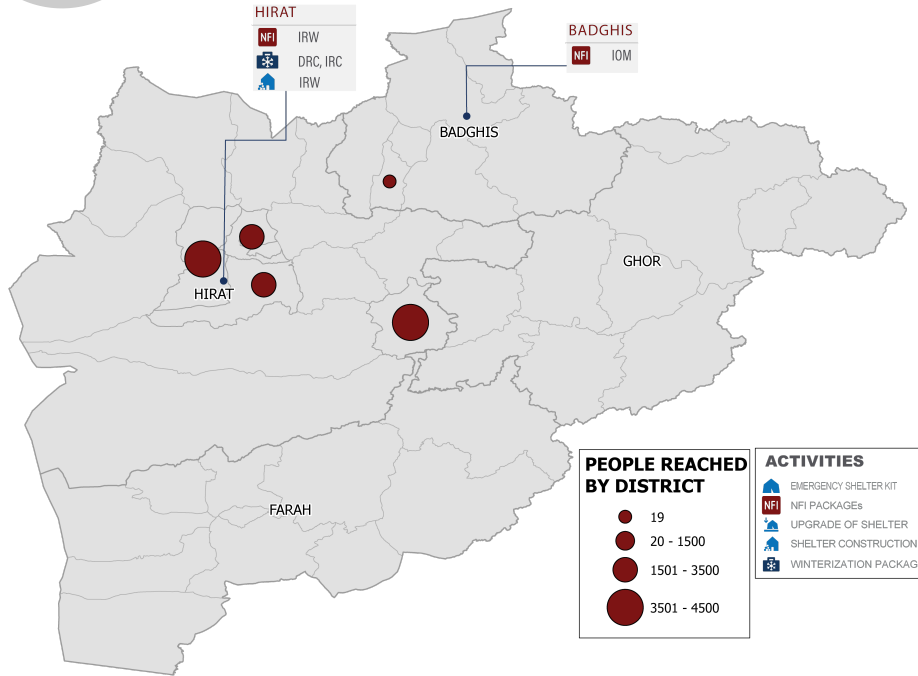 HIRAT
NFI IRW
DRC, IRC
IRW
BADGHIS
NFI IOM
BADGHIS
GHOR
HIRAT
FARAH
PEOPLE REACHED
BY DISTRICT
19
20 - 1500
1501 - 3500
3501 - 4500
ACTIVITIES
EMERGENCY SHELTER KIT
NFI NFI PACKAGEs
UPGRADE OF SHELTER
SHELTER CONSTRUCTION
WINTERIZATION PACKAG